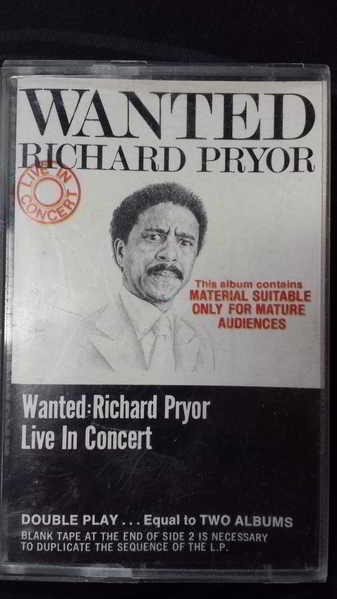 WANTED
RICHARD PRYOR
LIVE IN
CONCERT
This album contains
MATERIAL SUITABLE
ONLY FOR MATURE
AUDIENCES
Wanted:Richard Pryor
Live In Concert
DOUBLE PLAY . . . Equal to TWO ALBUMS
BLANK TAPE AT THE END OF SIDE 2 IS NECESSARY
TO DUPLICATE THE SEQUENCE OF THE L.P.